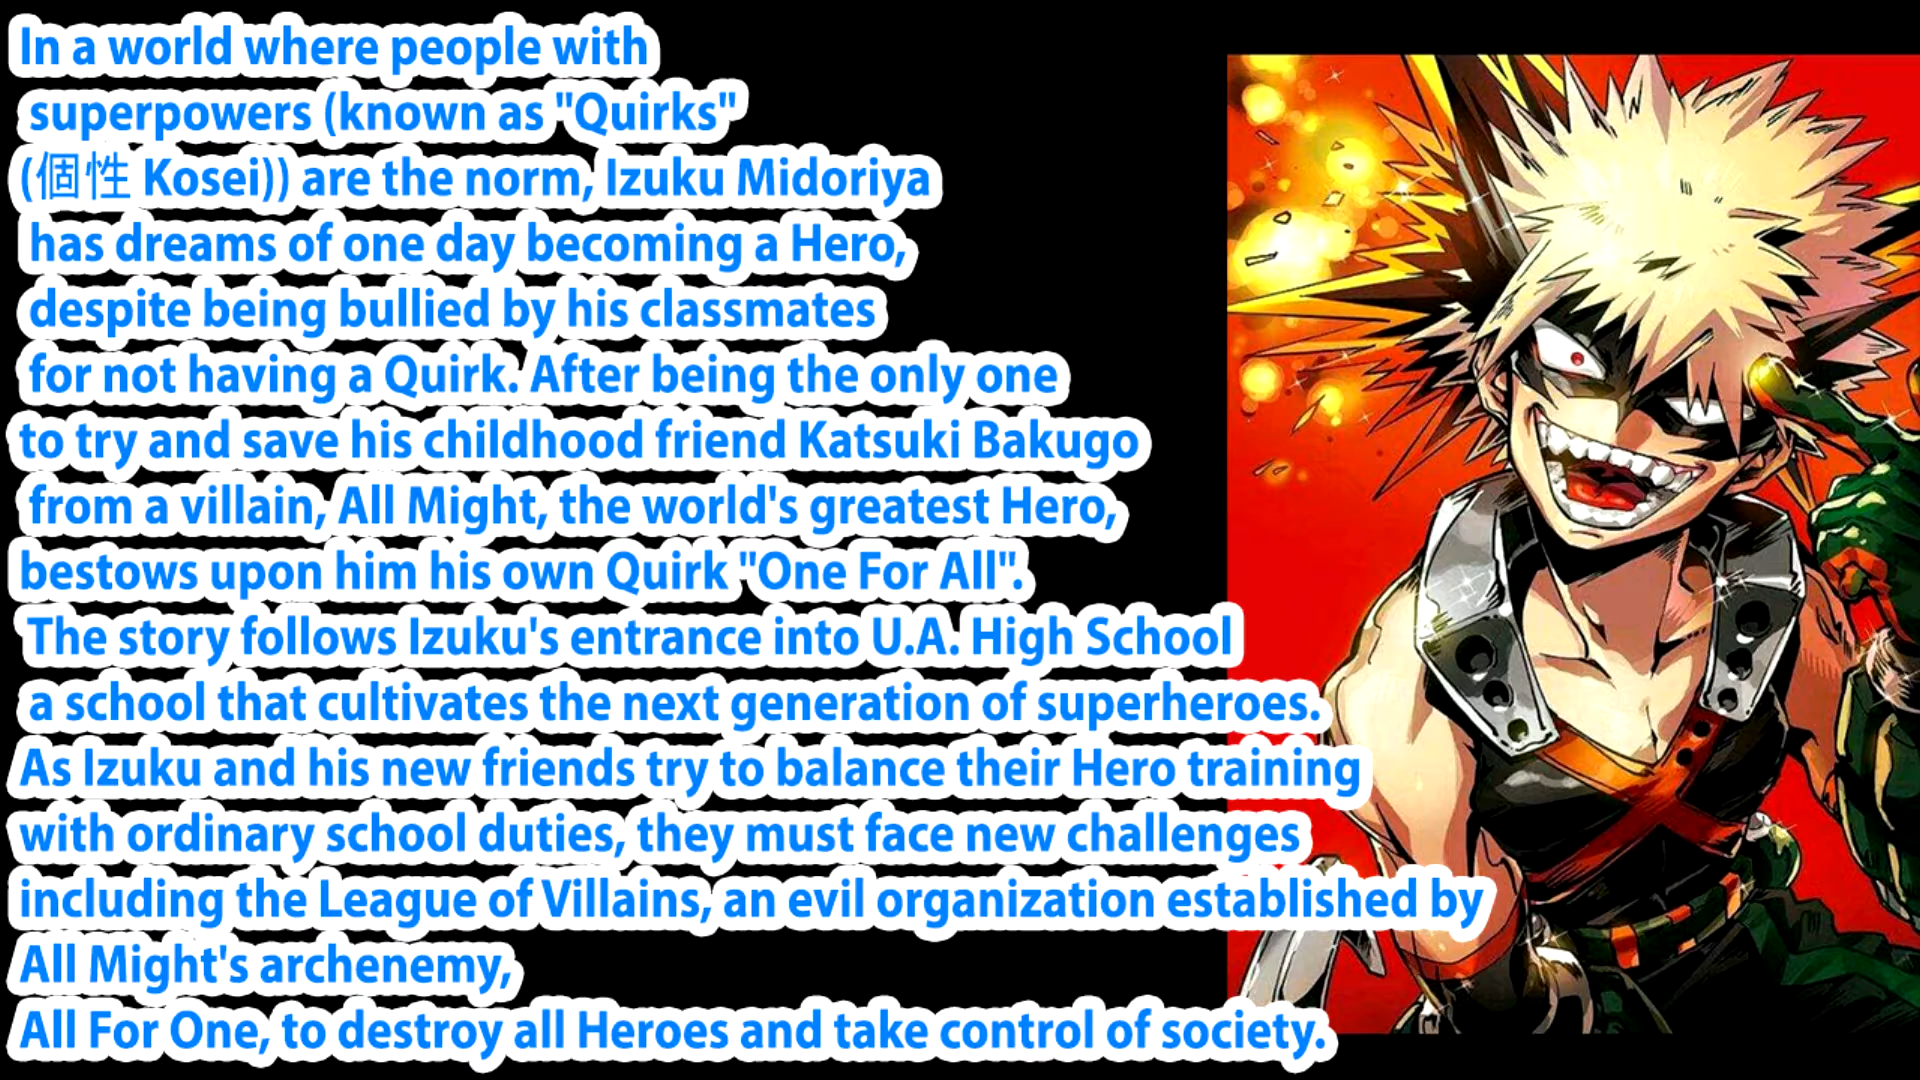 In a world where people with
superpowers (known as "Quirks"
(個性 Kosei)) are the norm, Izuku Midoriya
has dreams of one day becoming a Hero,
despite being bullied by his classmates
for not having a Quirk. After being the only one
to try and save his childhood friend Katsuki Bakugo
from a villain, All Might, the world's greatest Hero,
bestows upon him his own Quirk "One For All".
The story follows Izuku's entrance into U.A. High School
a school that cultivates the next generation of superheroes.
As Izuku and his new friends try to balance their Hero training
with ordinary school duties, they must face new challenges
including the League of Villains, an evil organization established by
All Might's archenemy,
All For One, to destroy all Heroes and take control of society.